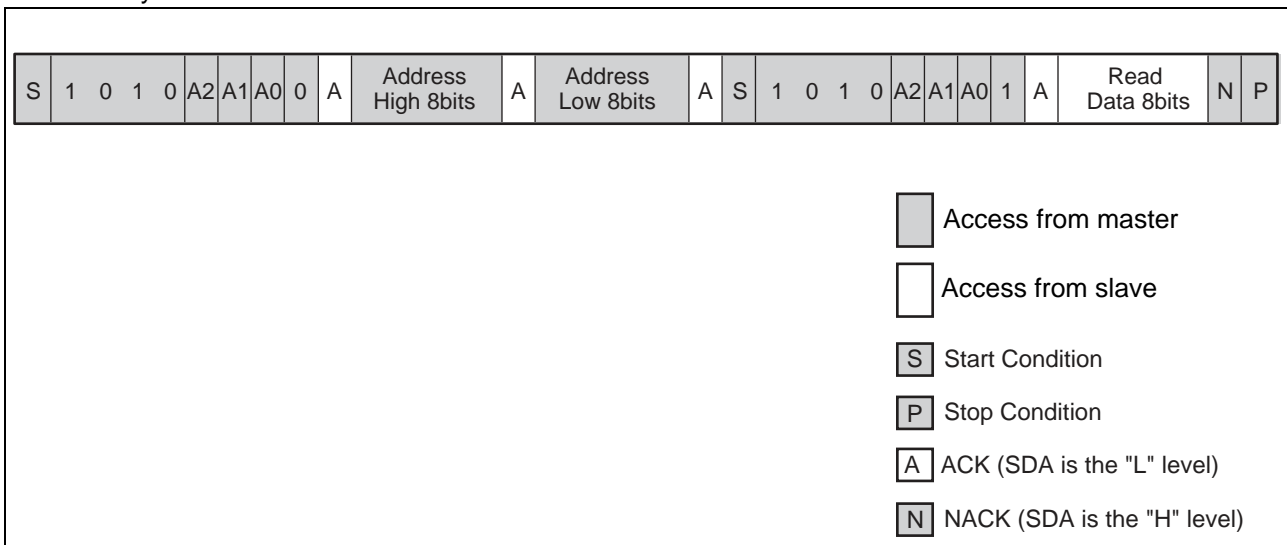 S 1 0 1 0 A2 A1 A0 0 A Address High 8bits A Address Low 8bits A S 1 0 1 0 A2 A1 A0 1 A Read Data 8bits N P
Access from master
Access from slave
S Start Condition
P Stop Condition
A ACK (SDA is the "L" level)
N NACK (SDA is the "H" level)